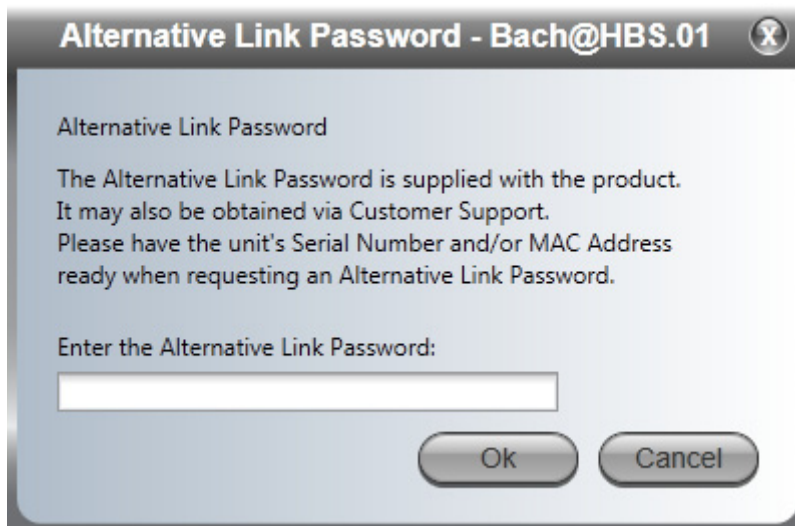 Alternative Link Password - Bach@HBS.01 X
Alternative Link Password
The Alternative Link Password is supplied with the product.
It may also be obtained via Customer Support.
Please have the unit's Serial Number and/or MAC Address
ready when requesting an Alternative Link Password.
Enter the Alternative Link Password:
Ok Cancel